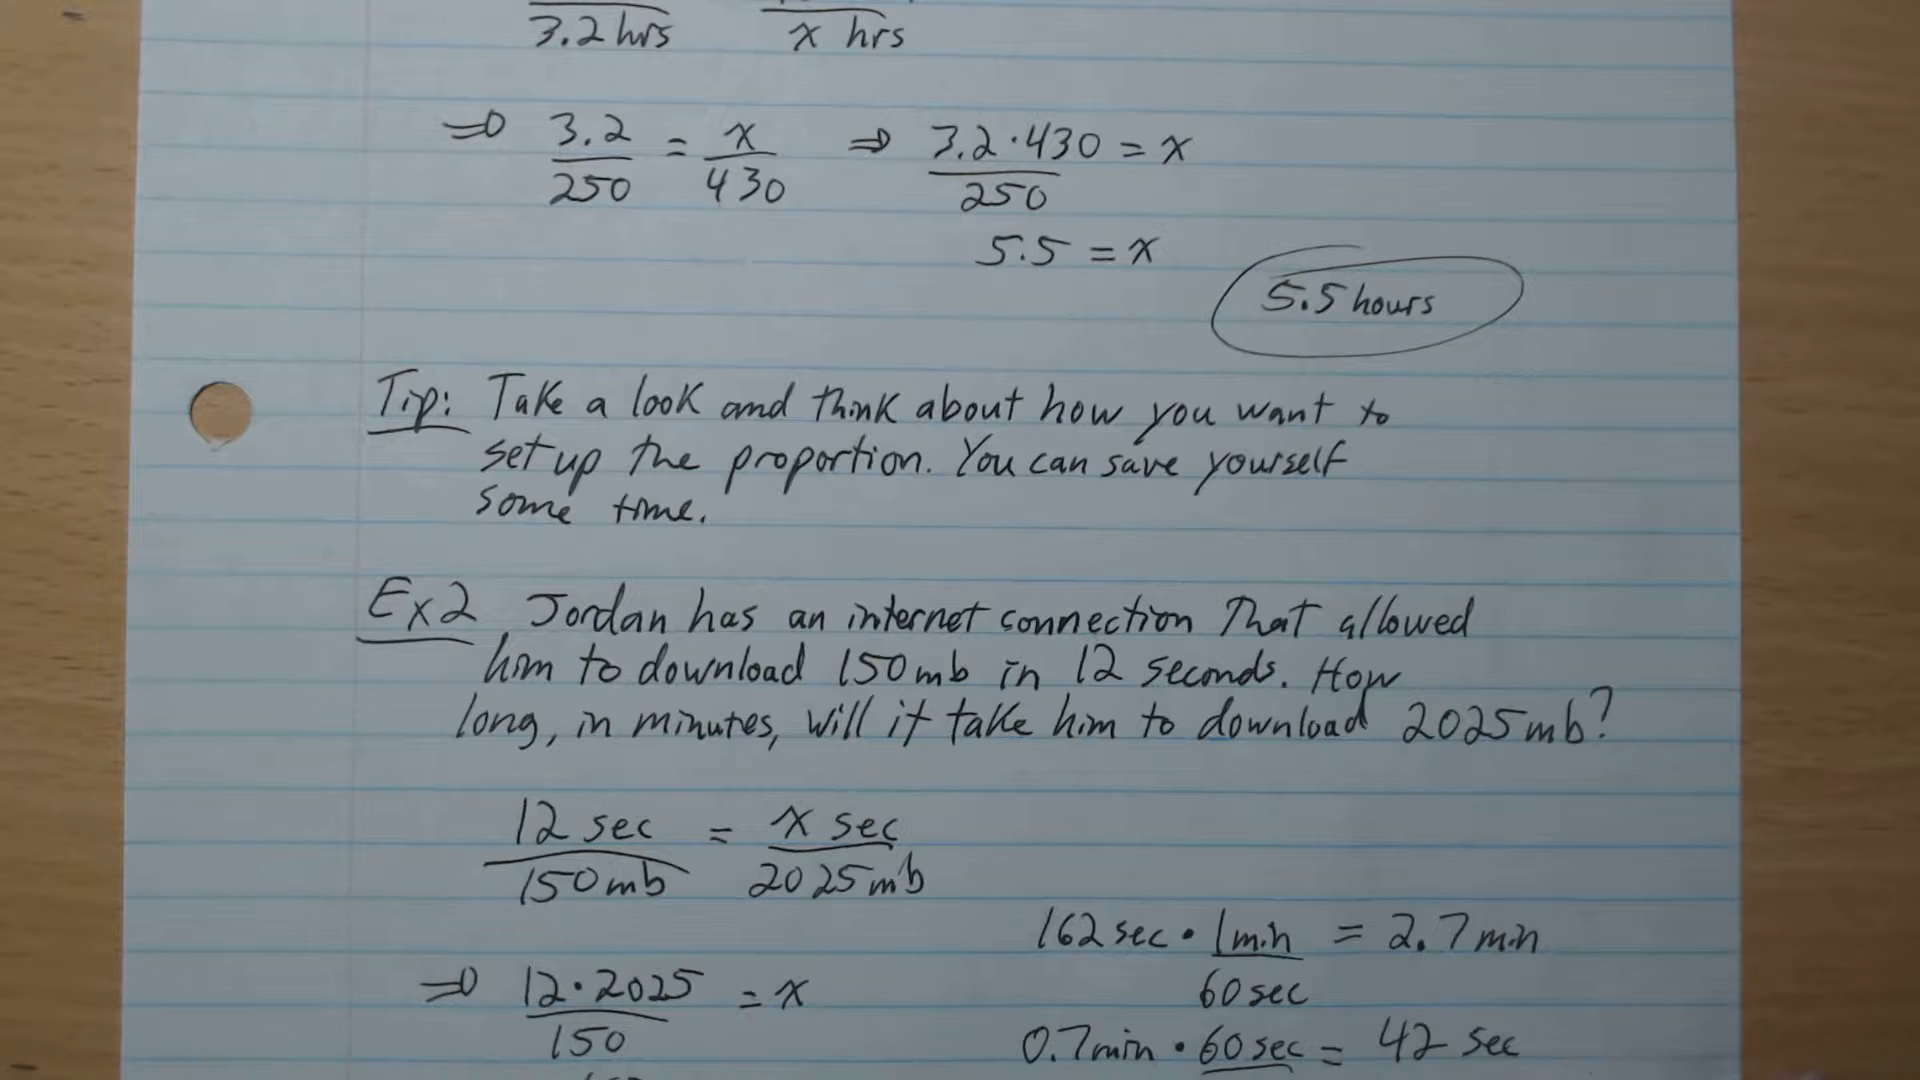 3.2 hrs x hrs
⇒ 3.2/250 = x/430 ⇒ 3.2·430/250 = x
5.5 = x
5.5 hours
Tip: Take a look and think about how you want to
set up the proportion. You can save yourself
some time.
Ex2 Jordan has an internet connection that allowed
him to download 150mb in 12 seconds. How
long, in minutes, will it take him to download 2025mb?
12 sec/150mb = x sec/2025mb
162 sec · 1min/60sec = 2.7 min
⇒ 12·2025/150 = x
0.7min · 60 sec = 42 sec